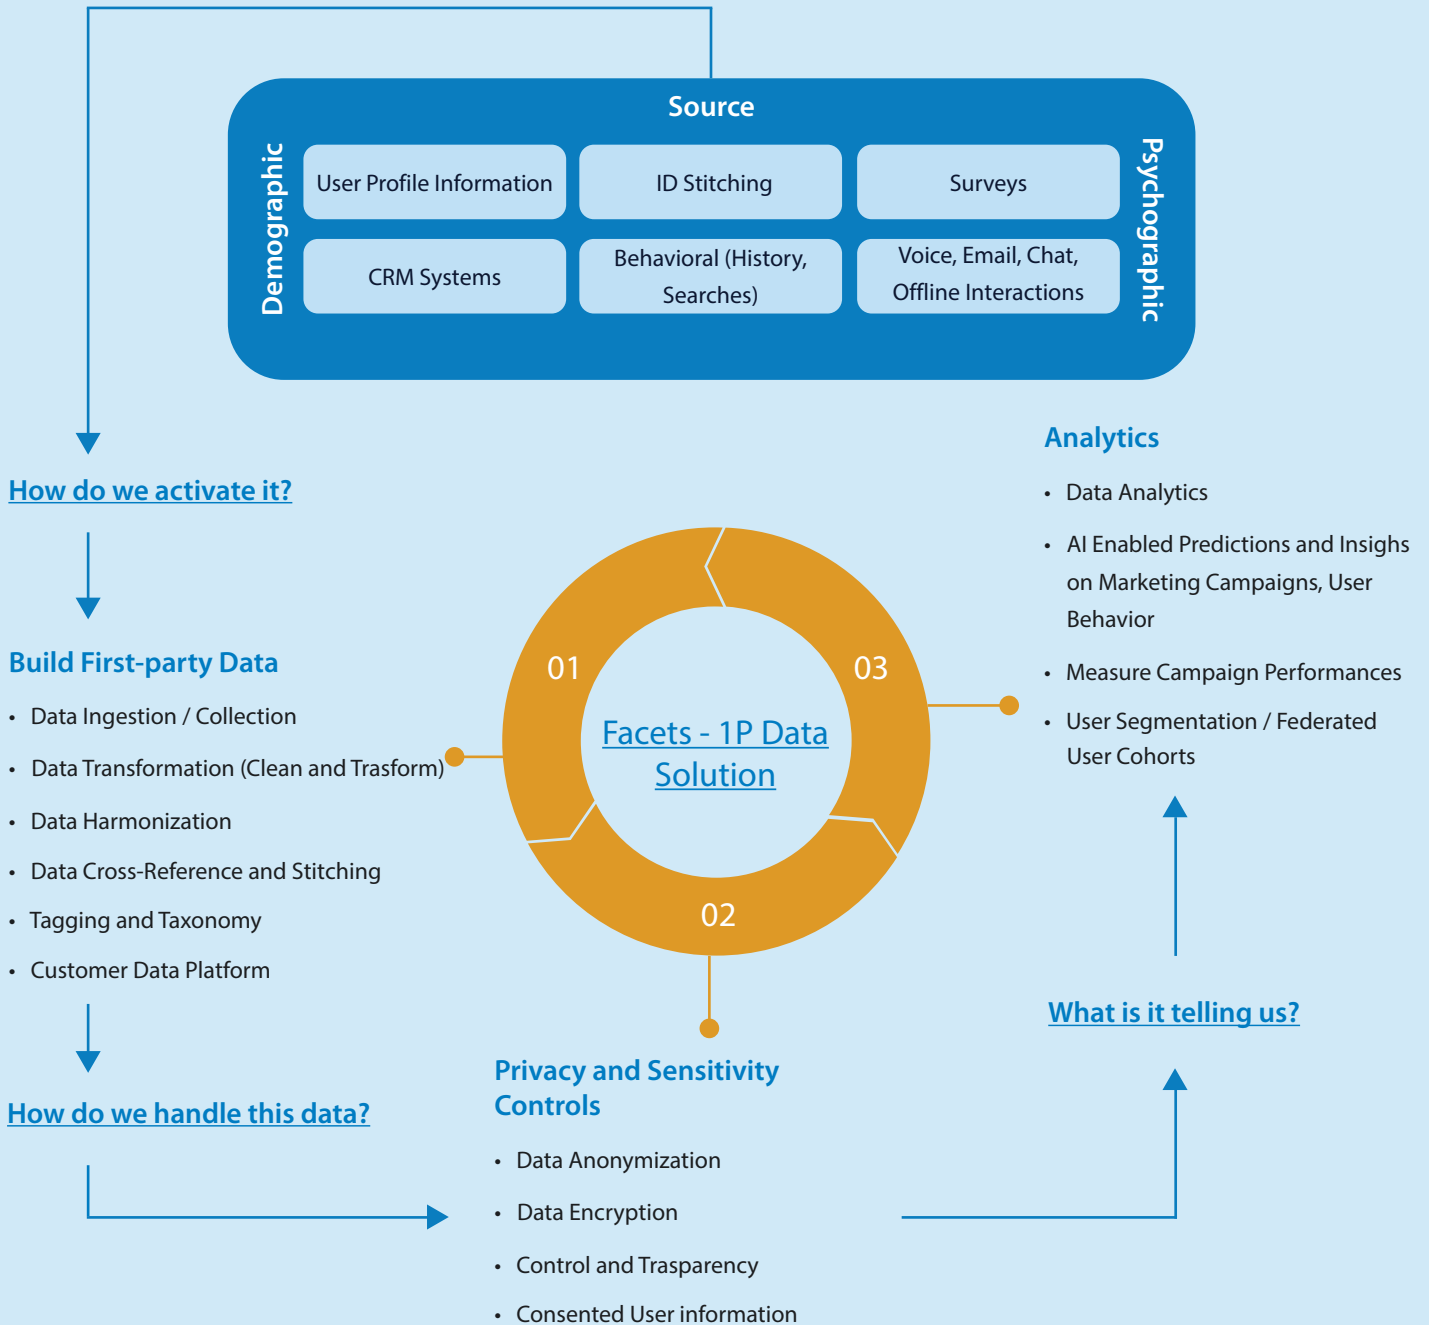 Source
Demographic
User Profile Information
ID Stitching
Surveys
CRM Systems
Behavioral (History,
Searches)
Voice, Email, Chat,
Offline Interactions
Psychographic
How do we activate it?
Build First-party Data
• Data Ingestion / Collection
• Data Transformation (Clean and Trasform)
• Data Harmonization
• Data Cross-Reference and Stitching
• Tagging and Taxonomy
• Customer Data Platform
How do we handle this data?
01
02
03
Facets - 1P Data
Solution
Privacy and Sensitivity
Controls
• Data Anonymization
• Data Encryption
• Control and Trasparency
• Consented User information
What is it telling us?
Analytics
• Data Analytics
• AI Enabled Predictions and Insighs
on Marketing Campaigns, User
Behavior
• Measure Campaign Performances
• User Segmentation / Federated
User Cohorts